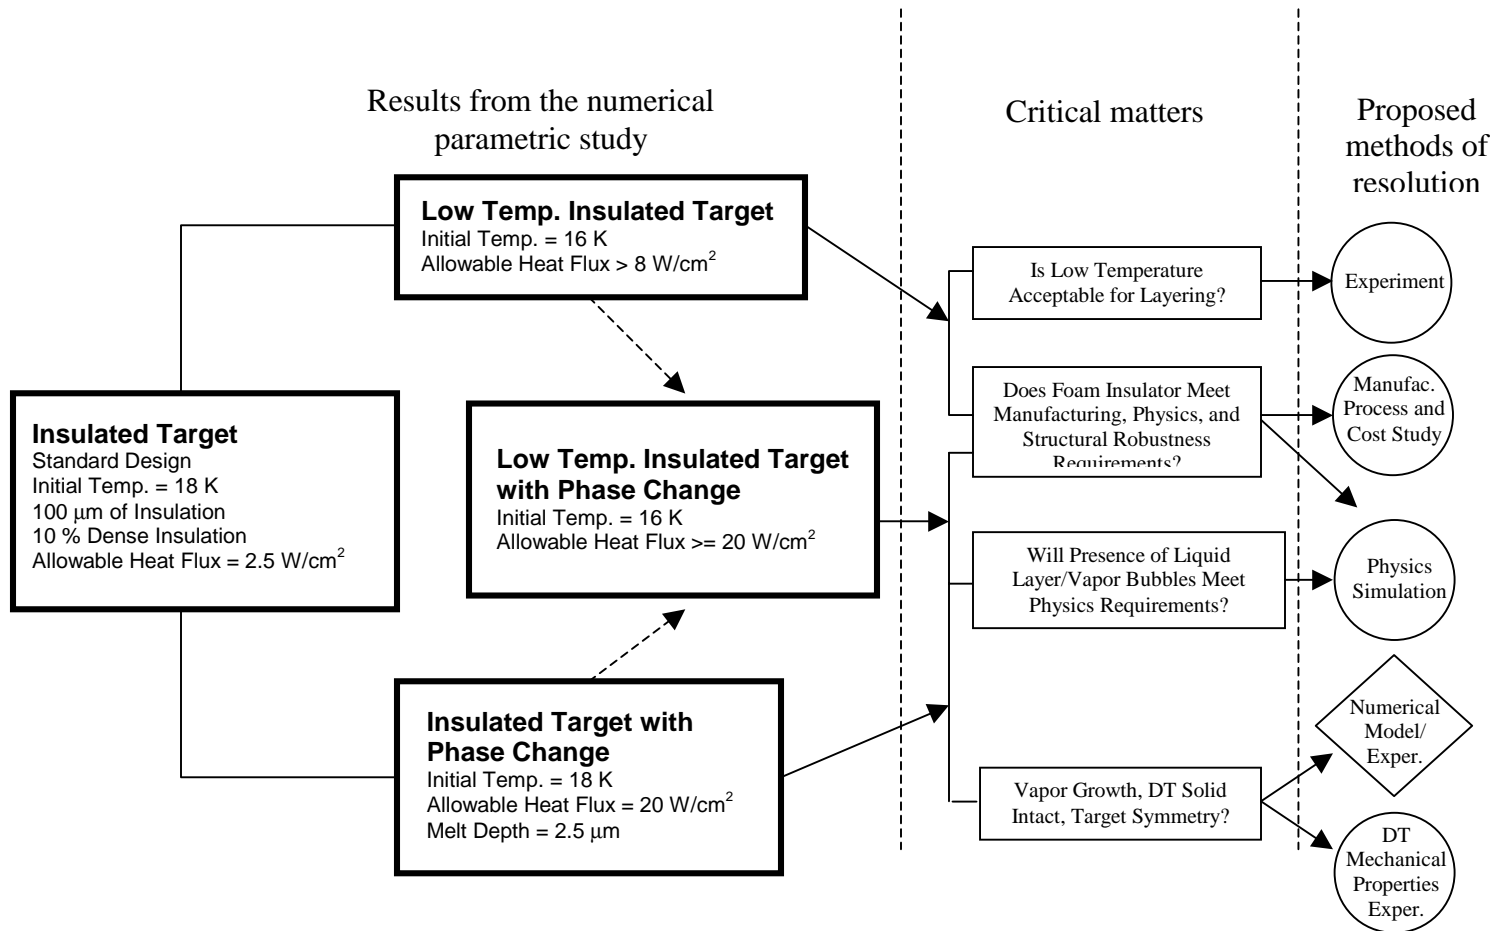 Results from the numerical
parametric study
Critical matters
Proposed
methods of
resolution
Low Temp. Insulated Target
Initial Temp. = 16 K
Allowable Heat Flux > 8 W/cm²
Is Low Temperature
Acceptable for Layering?
Experiment
Insulated Target
Standard Design
Initial Temp. = 18 K
100 μm of Insulation
10 % Dense Insulation
Allowable Heat Flux = 2.5 W/cm²
Low Temp. Insulated Target
with Phase Change
Initial Temp. = 16 K
Allowable Heat Flux >= 20 W/cm²
Does Foam Insulator Meet
Manufacturing, Physics, and
Structural Robustness
Requirements?
Manufac.
Process and
Cost Study
Will Presence of Liquid
Layer/Vapor Bubbles Meet
Physics Requirements?
Physics
Simulation
Insulated Target with
Phase Change
Initial Temp. = 18 K
Allowable Heat Flux = 20 W/cm²
Melt Depth = 2.5 μm
Vapor Growth, DT Solid
Intact, Target Symmetry?
Numerical
Model/
Exper.
DT
Mechanical
Properties
Exper.